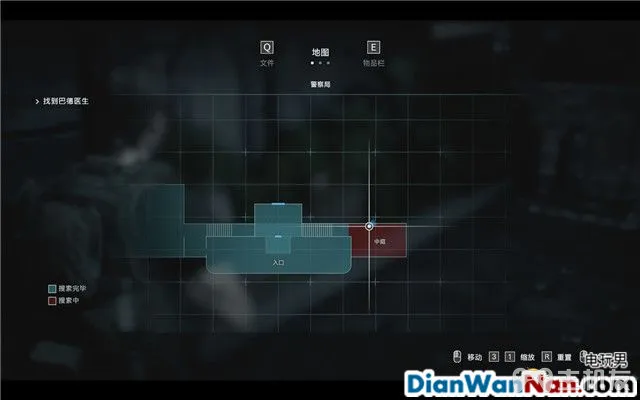 Q
E
文件
地图
物品栏
警察局
找到巴德医生
中庭
入口
搜索完毕
搜索中
移动 3 1 缩放 R 重置
电玩男
DianWanNan.com